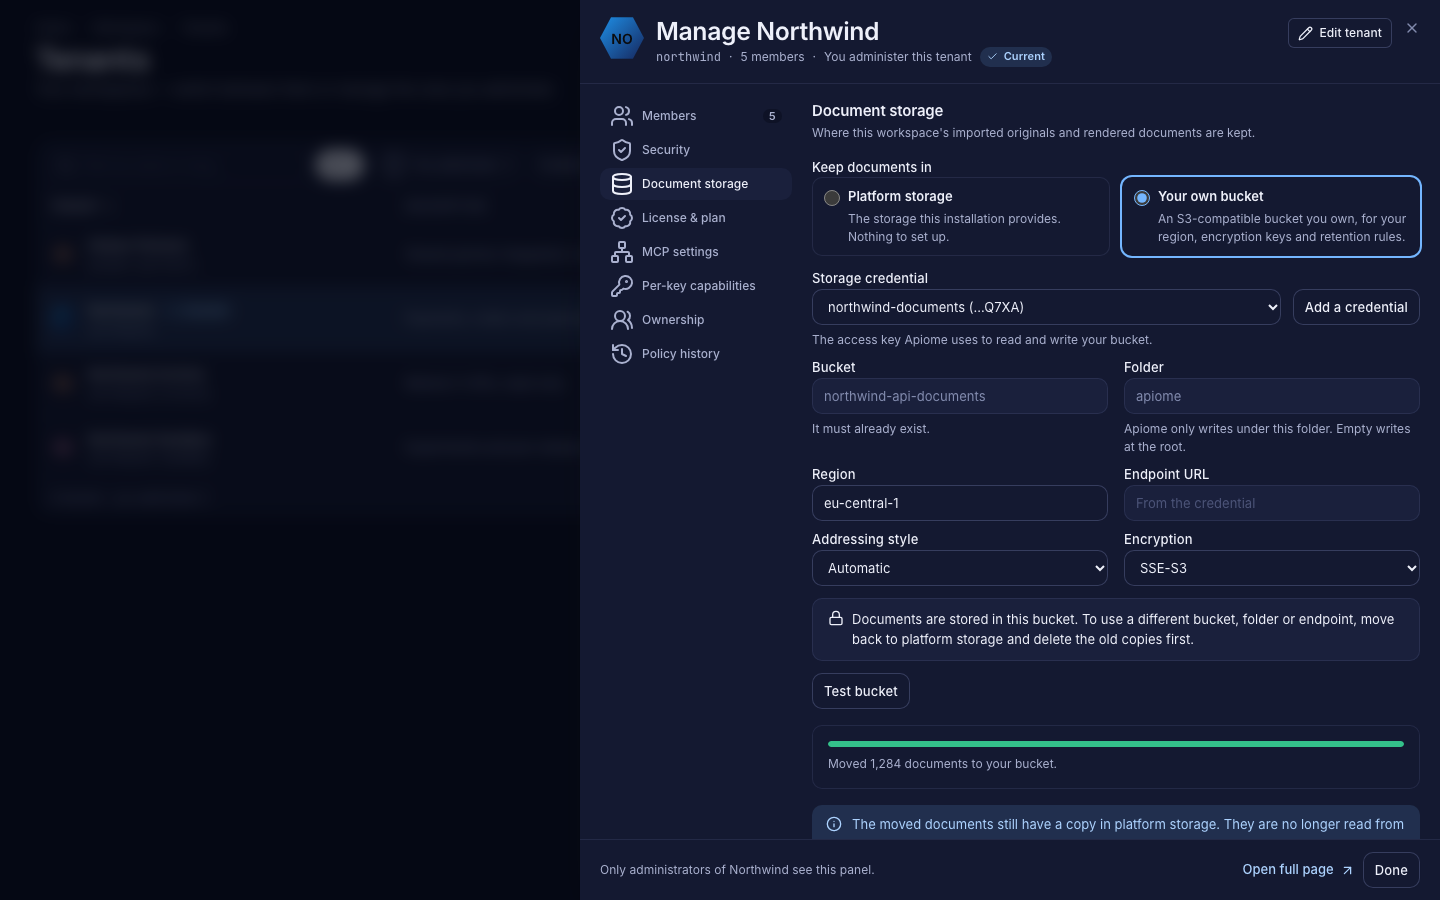 Tenants
NO
Manage Northwind
northwind · 5 members · You administer this tenant
Current
Edit tenant
Members
5
Security
Document storage
License & plan
MCP settings
Per-key capabilities
Ownership
Policy history
Document storage
Where this workspace's imported originals and rendered documents are kept.
Keep documents in
Platform storage
The storage this installation provides.
Nothing to set up.
Your own bucket
An S3-compatible bucket you own, for your
region, encryption keys and retention rules.
Storage credential
northwind-documents (...Q7XA)
Add a credential
The access key Apiome uses to read and write your bucket.
Bucket
northwind-api-documents
It must already exist.
Folder
apiome
Apiome only writes under this folder. Empty writes
at the root.
Region
eu-central-1
Endpoint URL
From the credential
Addressing style
Automatic
Encryption
SSE-S3
Documents are stored in this bucket. To use a different bucket, folder or endpoint, move
back to platform storage and delete the old copies first.
Test bucket
Moved 1,284 documents to your bucket.
The moved documents still have a copy in platform storage. They are no longer read from
Only administrators of Northwind see this panel.
Open full page
Done